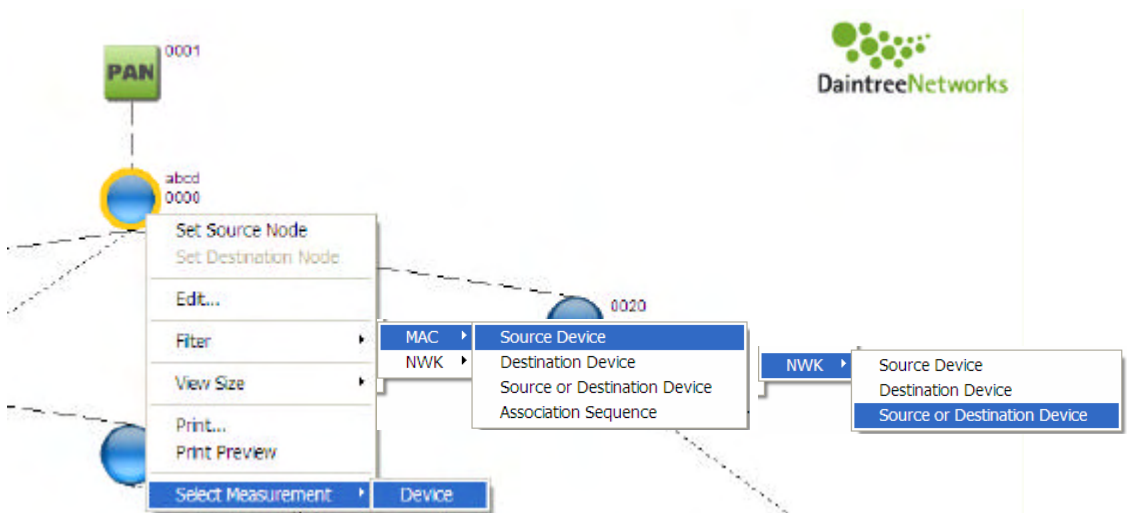 0001
PAN
DaintreeNetworks
abcd
0000
Set Source Node
Set Destination Node
Edit...
Filter
View Size
Print...
Print Preview
Select Measurement
Device
0020
MAC
NWK
Source Device
Destination Device
Source or Destination Device
Association Sequence
NWK
Source Device
Destination Device
Source or Destination Device